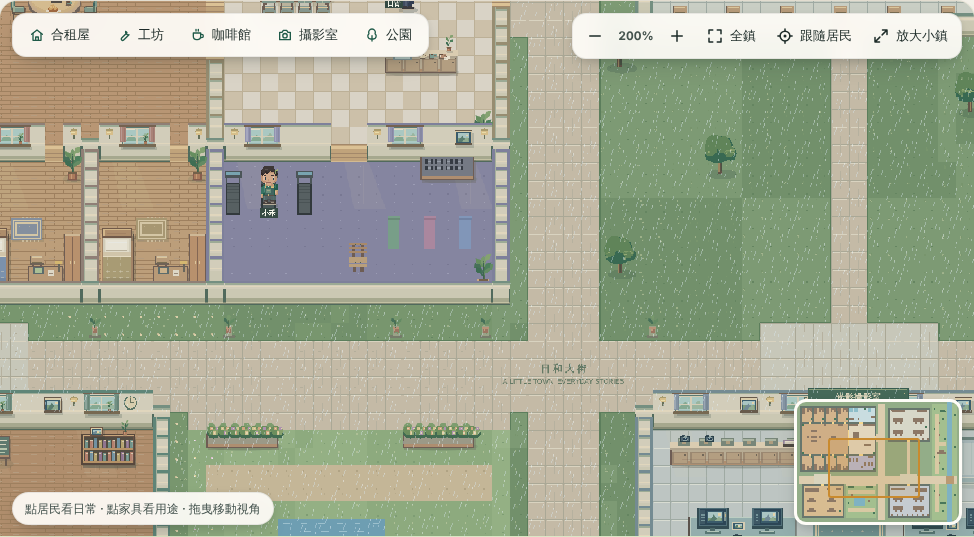 合租屋
工坊
咖啡館
攝影室
公園
200%
全鎮
跟隨居民
放大小鎮
小希
日和大街
A LITTLE TOWN · EVERYDAY STORIES
點居民看日常 · 點家具看用途 · 拖曳移動視角